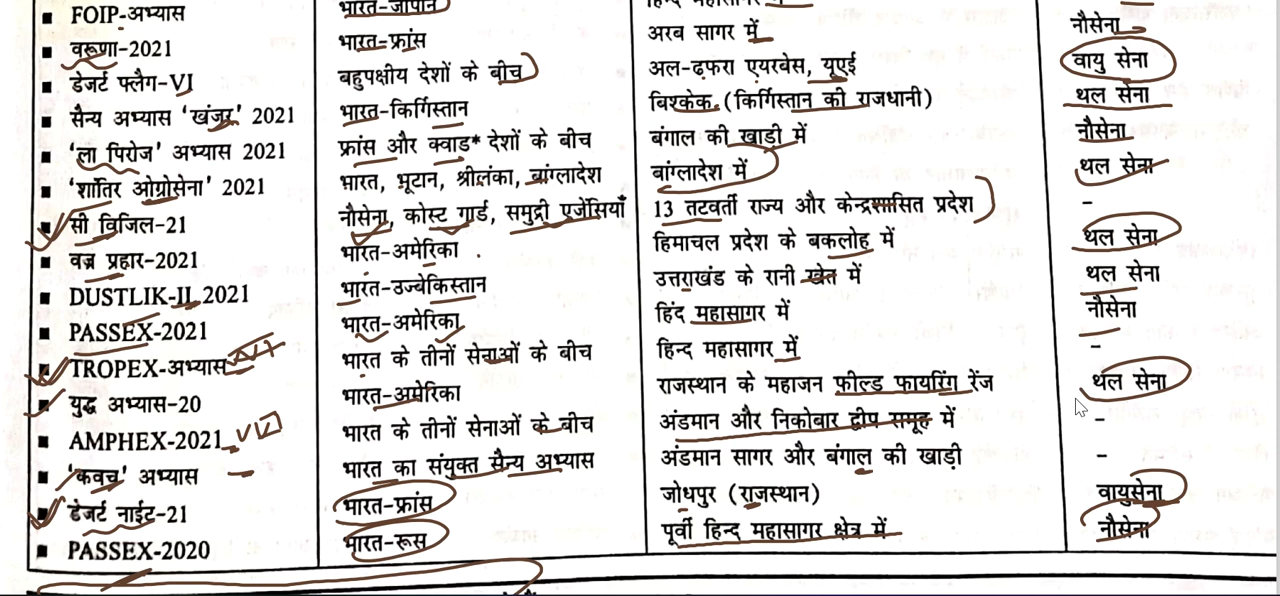 ■ FOIP-अभ्यास भारत-जापान नौसेना
■ वरूणा-2021 भारत-फ्रांस अरब सागर में वायु सेना
■ डेजर्ट फ्लैग-VI बहुपक्षीय देशों के बीच अल-ढ़फरा एयरबेस, यूएई थल सेना
■ सैन्य अभ्यास 'खंजर' 2021 भारत-किर्गिस्तान बिश्केक (किर्गिस्तान की राजधानी) नौसेना
■ 'ला पिरोज' अभ्यास 2021 फ्रांस और क्वाड* देशों के बीच बंगाल की खाड़ी में थल सेना
■ 'शांतिर ओग्रोसेना' 2021 भारत, भूटान, श्रीलंका, बांग्लादेश बांग्लादेश में –
■ सी विजिल-21 नौसेना, कोस्ट गार्ड, समुद्री एजेंसियाँ 13 तटवर्ती राज्य और केन्द्रशासित प्रदेश थल सेना
■ वज्र प्रहार-2021 भारत-अमेरिका हिमाचल प्रदेश के बकलोह में थल सेना
■ DUSTLIK-II 2021 भारत-उज्बेकिस्तान उत्तराखंड के रानी खेत में नौसेना
■ PASSEX-2021 भारत-अमेरिका हिंद महासागर में –
■ TROPEX-अभ्यास भारत के तीनों सेनाओं के बीच हिन्द महासागर में थल सेना
■ युद्ध अभ्यास-20 भारत-अमेरिका राजस्थान के महाजन फील्ड फायरिंग रेंज –
■ AMPHEX-2021 भारत के तीनों सेनाओं के बीच अंडमान और निकोबार द्वीप समूह में –
■ 'कवच' अभ्यास भारत का संयुक्त सैन्य अभ्यास अंडमान सागर और बंगाल की खाड़ी वायुसेना
■ डेजर्ट नाईट-21 भारत-फ्रांस जोधपुर (राजस्थान) नौसेना
■ PASSEX-2020 भारत-रूस पूर्वी हिन्द महासागर क्षेत्र में